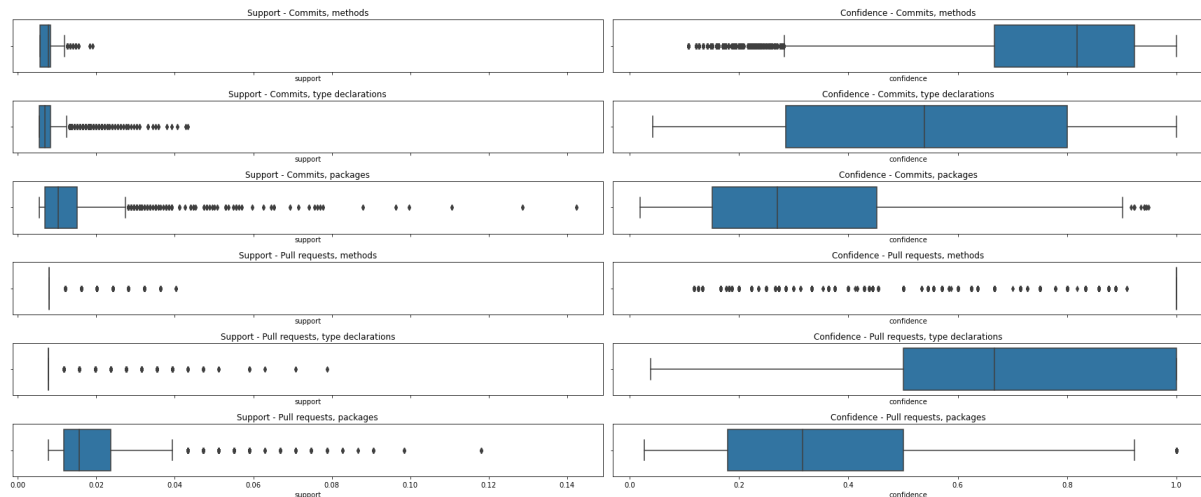 Support - Commits, methods
support
Confidence - Commits, methods
confidence
Support - Commits, type declarations
support
Confidence - Commits, type declarations
confidence
Support - Commits, packages
support
Confidence - Commits, packages
confidence
Support - Pull requests, methods
support
Confidence - Pull requests, methods
confidence
Support - Pull requests, type declarations
support
Confidence - Pull requests, type declarations
confidence
Support - Pull requests, packages
0.00 0.02 0.04 0.06 0.08 0.10 0.12 0.14
support
Confidence - Pull requests, packages
0.0 0.2 0.4 0.6 0.8 1.0
confidence